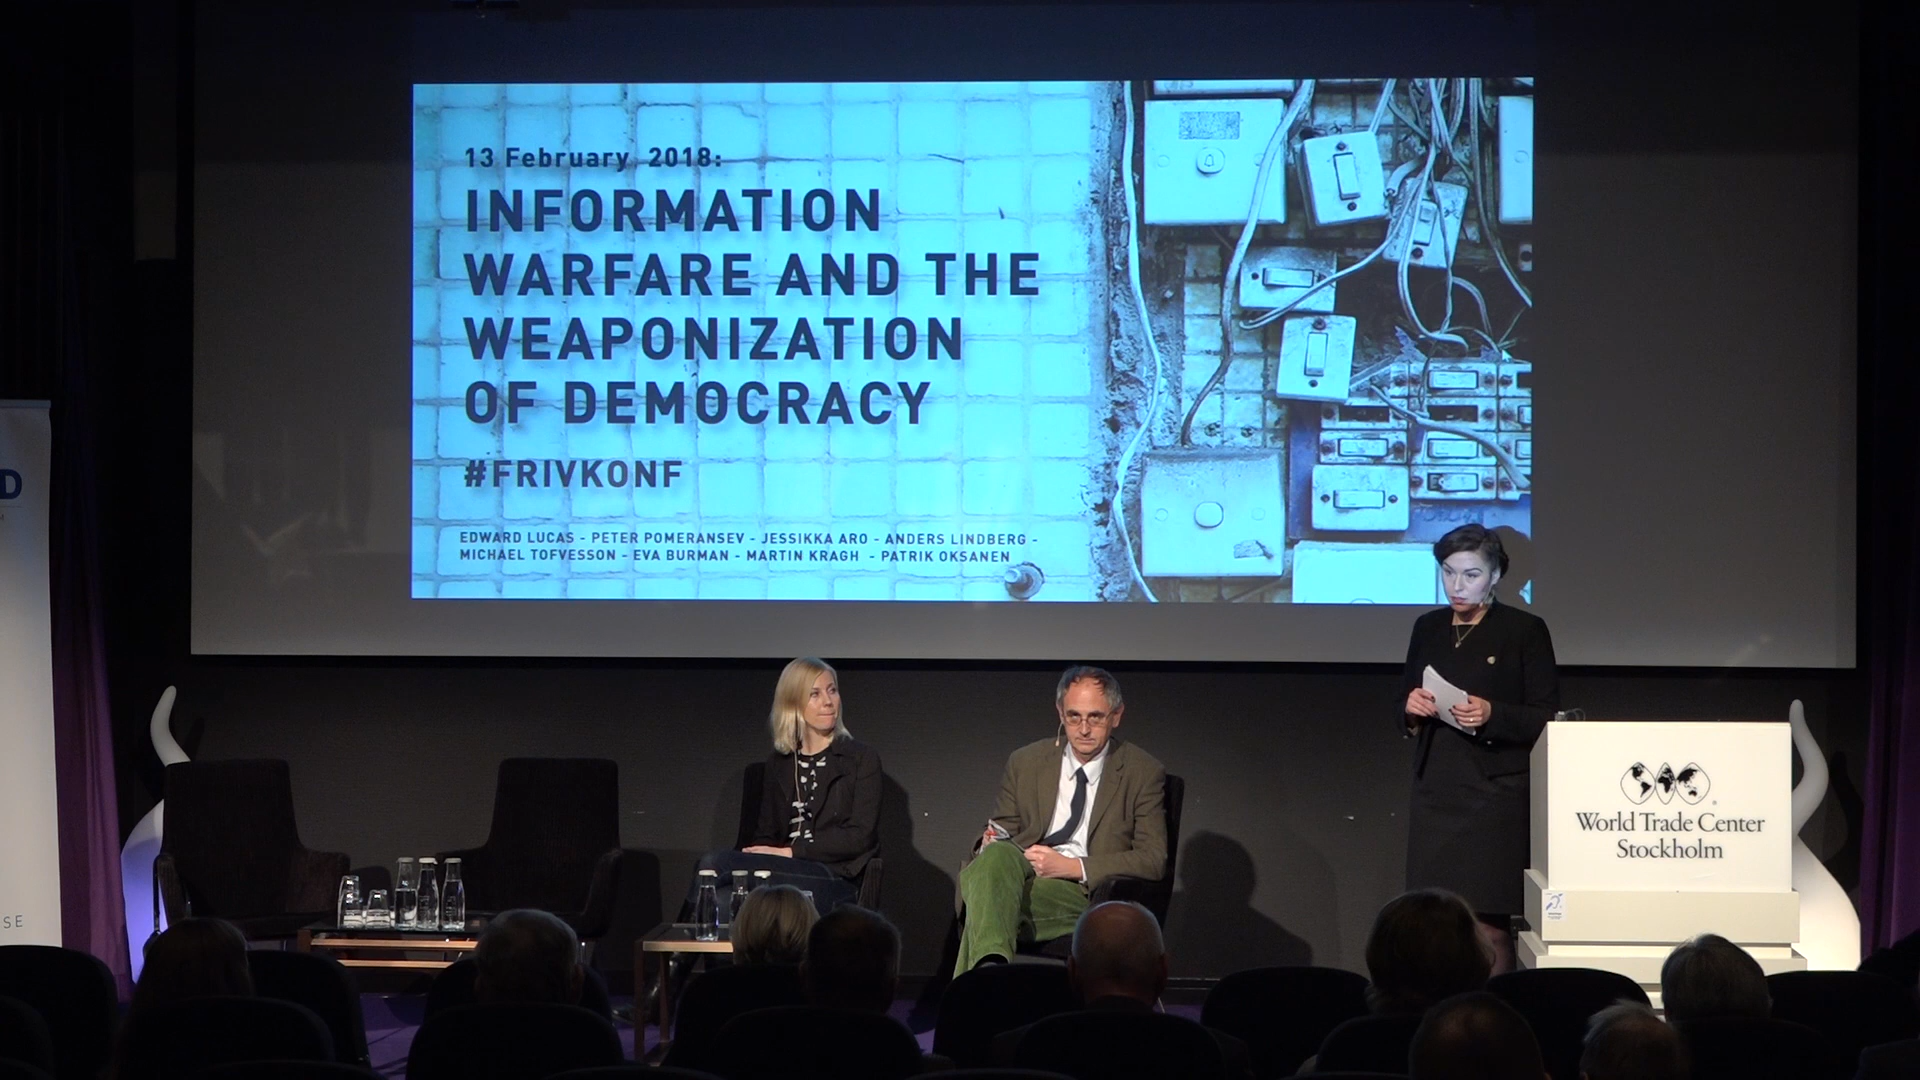 13 February 2018:
INFORMATION
WARFARE AND THE
WEAPONIZATION
OF DEMOCRACY
#FRIVKONF
EDWARD LUCAS - PETER POMERANSEV - JESSIKKA ARO - ANDERS LINDBERG -
MICHAEL TOFVESSON - EVA BURMAN - MARTIN KRAGH - PATRIK OKSANEN
D
SE
World Trade Center
Stockholm